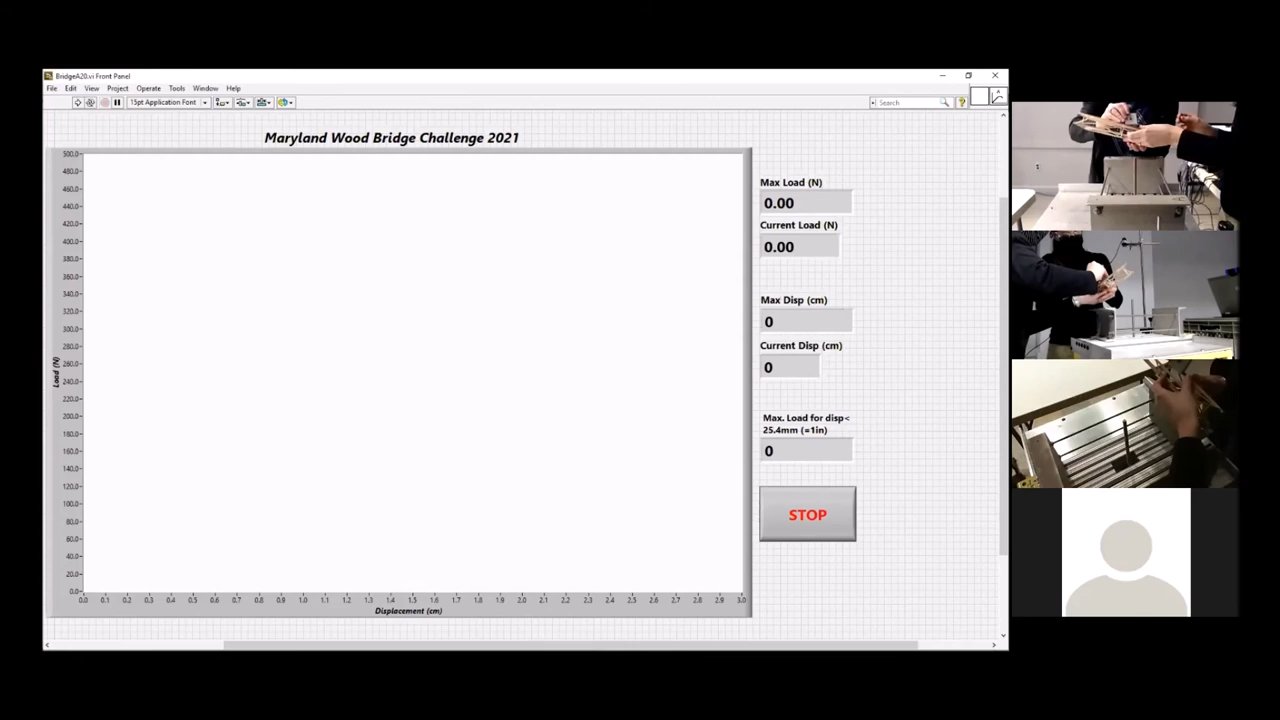 BridgeA20.vi Front Panel
File Edit View Project Operate Tools Window Help
15pt Application Font
Search
Maryland Wood Bridge Challenge 2021
500.0
480.0
460.0
440.0
420.0
400.0
380.0
360.0
340.0
320.0
300.0
280.0
260.0
240.0
220.0
200.0
180.0
160.0
140.0
120.0
100.0
80.0
60.0
40.0
20.0
0.0
Load (N)
0.0 0.1 0.2 0.3 0.4 0.5 0.6 0.7 0.8 0.9 1.0 1.1 1.2 1.3 1.4 1.5 1.6 1.7 1.8 1.9 2.0 2.1 2.2 2.3 2.4 2.5 2.6 2.7 2.8 2.9 3.0
Displacement (cm)
Max Load (N)
0.00
Current Load (N)
0.00
Max Disp (cm)
0
Current Disp (cm)
0
Max. Load for disp<
25.4mm (=1in)
0
STOP